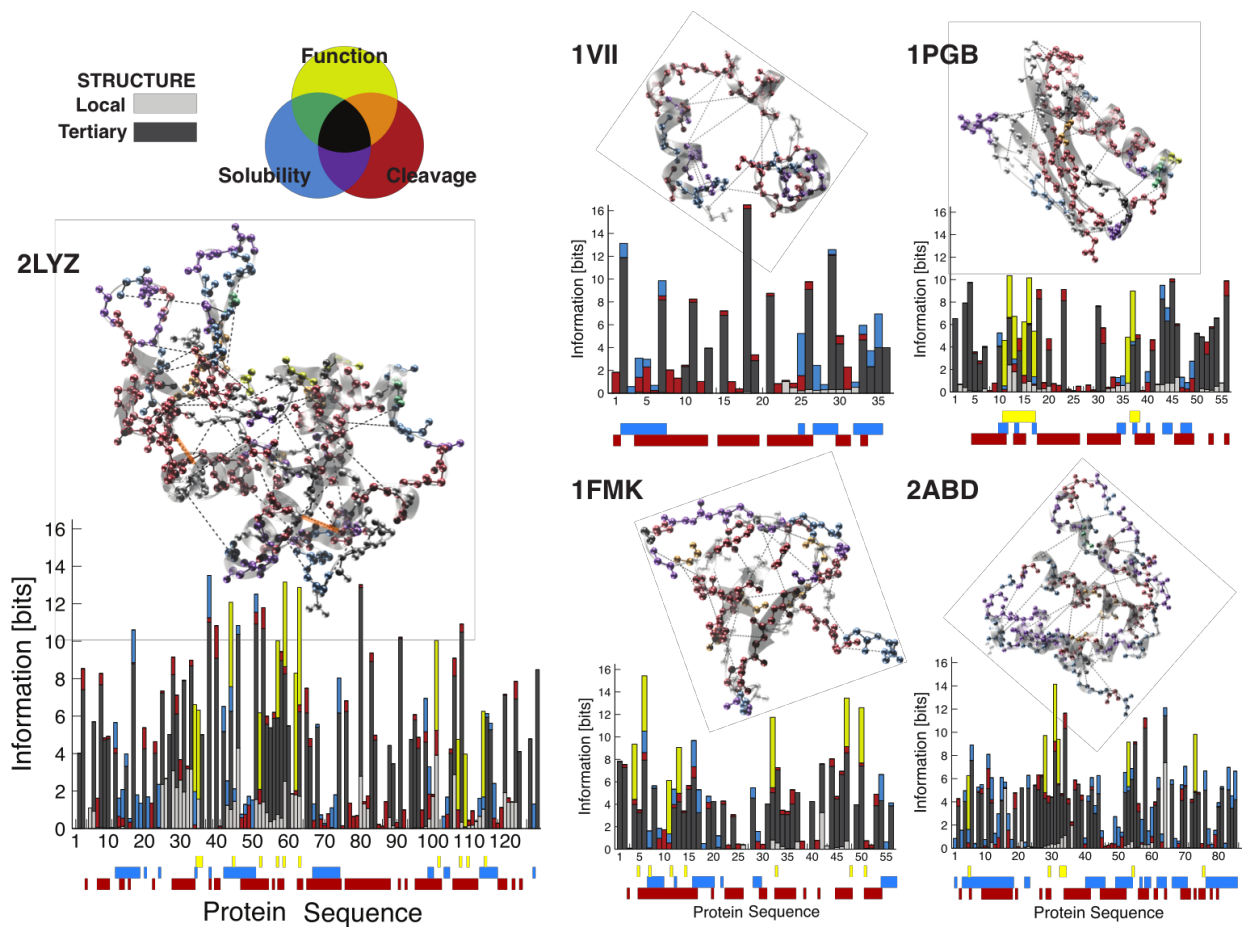 STRUCTURE
Local
Tertiary
Function
Solubility
Cleavage
1VII
Information [bits]
16
14
12
10
8
6
4
2
0
1 5 10 15 20 25 30 35
1PGB
Information [bits]
16
14
12
10
8
6
4
2
0
1 5 10 15 20 25 30 35 40 45 50 55
2LYZ
Information [bits]
16
14
12
10
8
6
4
2
0
1 10 20 30 40 50 60 70 80 90 100 110 120
Protein Sequence
1FMK
Information [bits]
16
14
12
10
8
6
4
2
0
1 5 10 15 20 25 30 35 40 45 50 55
Protein Sequence
2ABD
Information [bits]
16
14
12
10
8
6
4
2
0
1 10 20 30 40 50 60 70 80
Protein Sequence